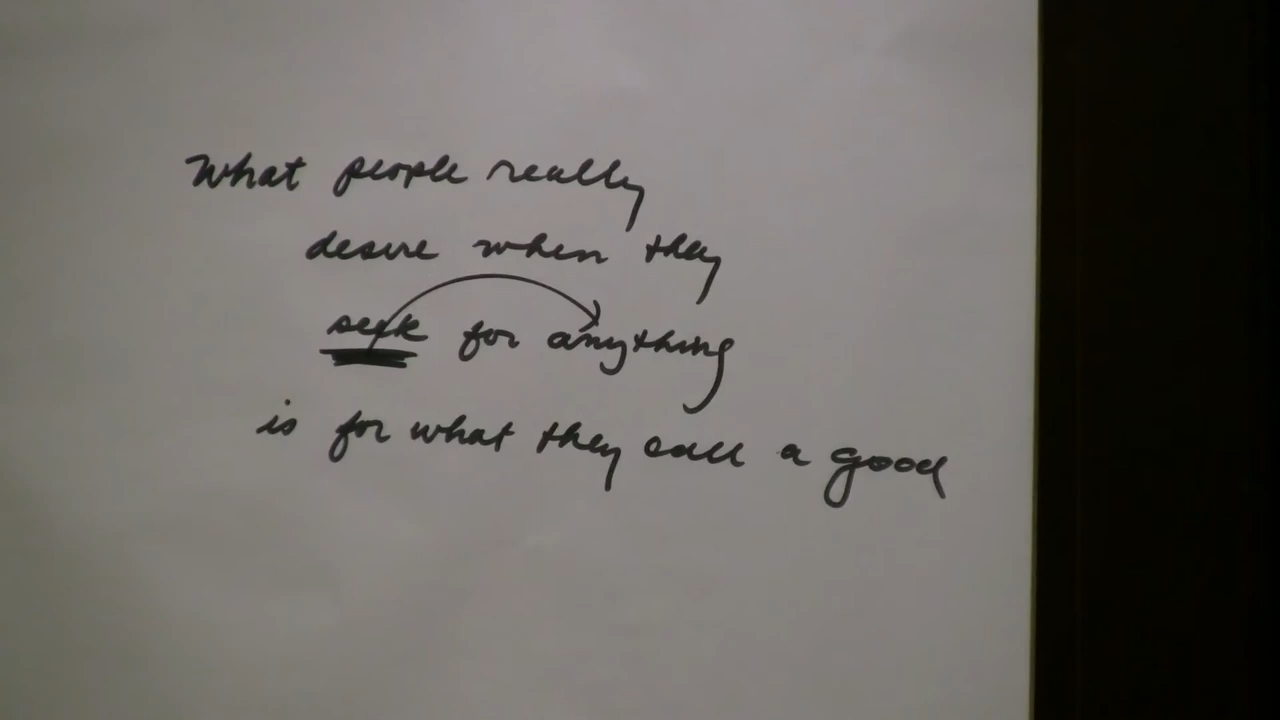 What people really
desire when they
seek for anything
is for what they call a good